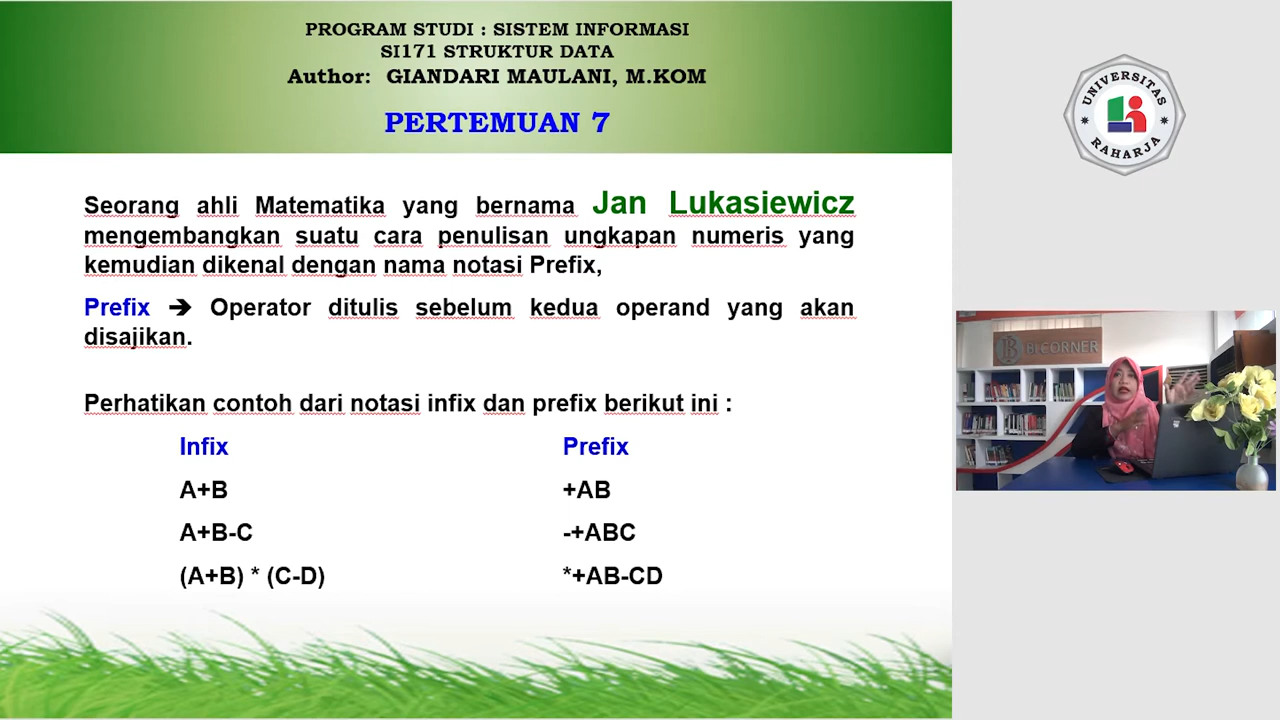 PROGRAM STUDI : SISTEM INFORMASI
SI171 STRUKTUR DATA
Author: GIANDARI MAULANI, M.KOM
PERTEMUAN 7
Seorang ahli Matematika yang bernama Jan Lukasiewicz
mengembangkan suatu cara penulisan ungkapan numeris yang
kemudian dikenal dengan nama notasi Prefix,
Prefix ➔ Operator ditulis sebelum kedua operand yang akan
disajikan.
Perhatikan contoh dari notasi infix dan prefix berikut ini :
Infix Prefix
A+B +AB
A+B-C -+ABC
(A+B) * (C-D) *+AB-CD
UNIVERSITAS
RAHARJA
BI CORNER